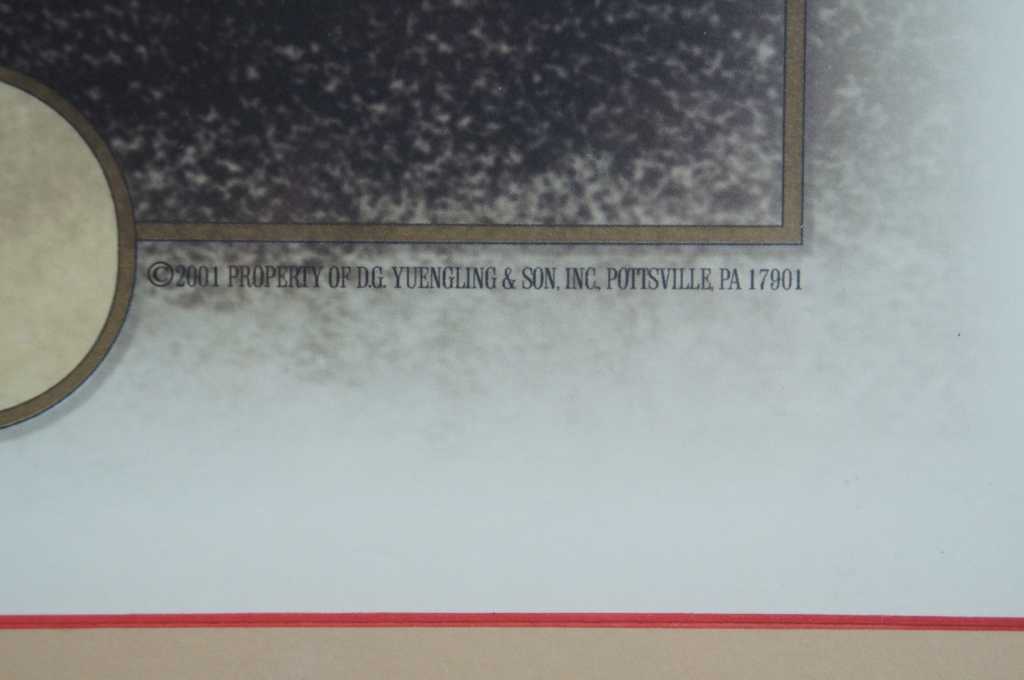 ©2001 PROPERTY OF D.G. YUENGLING & SON, INC., POTTSVILLE, PA 17901